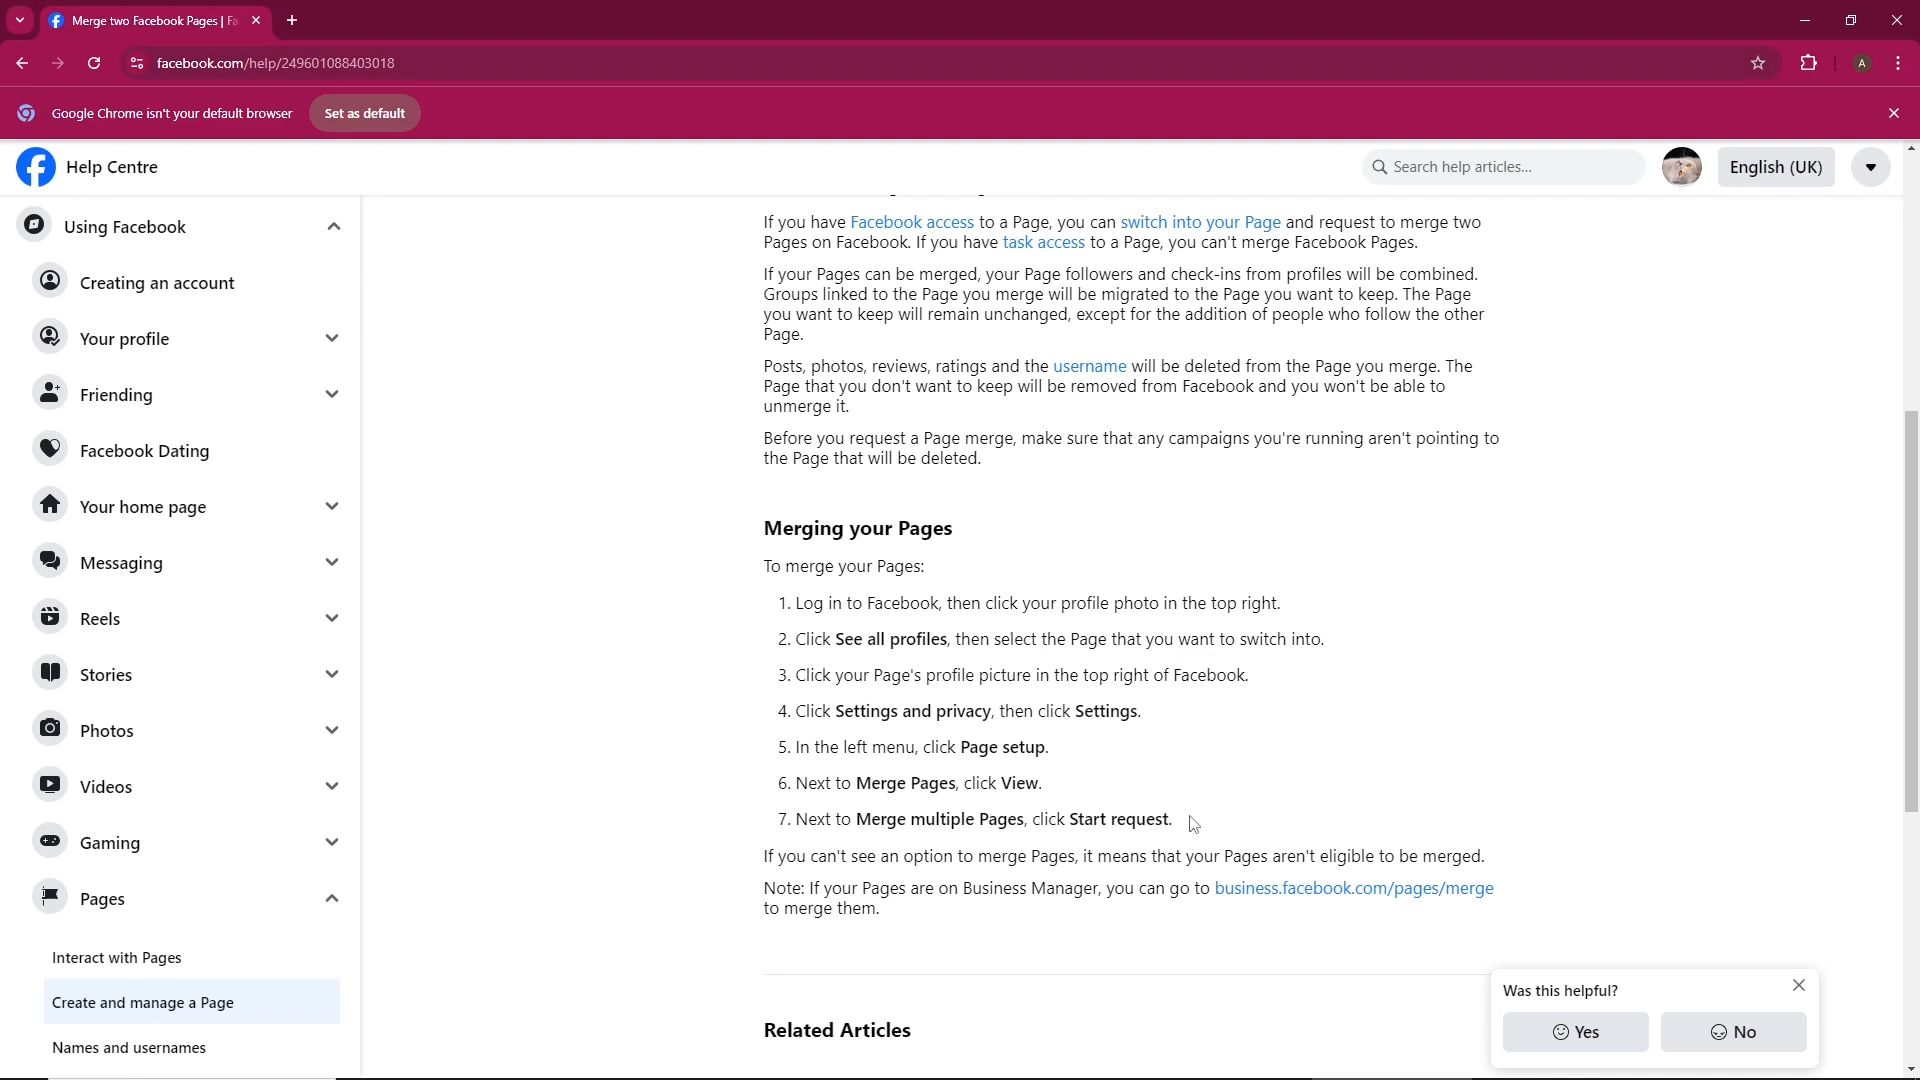 Merge two Facebook Pages | Fa
facebook.com/help/249601088403018
A
Google Chrome isn't your default browser
Set as default
Help Centre
Search help articles...
English (UK)
Using Facebook
Creating an account
Your profile
Friending
Facebook Dating
Your home page
Messaging
Reels
Stories
Photos
Videos
Gaming
Pages
Interact with Pages
Create and manage a Page
Names and usernames
If you have Facebook access to a Page, you can switch into your Page and request to merge two
Pages on Facebook. If you have task access to a Page, you can't merge Facebook Pages.
If your Pages can be merged, your Page followers and check-ins from profiles will be combined.
Groups linked to the Page you merge will be migrated to the Page you want to keep. The Page
you want to keep will remain unchanged, except for the addition of people who follow the other
Page.
Posts, photos, reviews, ratings and the username will be deleted from the Page you merge. The
Page that you don't want to keep will be removed from Facebook and you won't be able to
unmerge it.
Before you request a Page merge, make sure that any campaigns you're running aren't pointing to
the Page that will be deleted.
Merging your Pages
To merge your Pages:
1. Log in to Facebook, then click your profile photo in the top right.
2. Click See all profiles, then select the Page that you want to switch into.
3. Click your Page's profile picture in the top right of Facebook.
4. Click Settings and privacy, then click Settings.
5. In the left menu, click Page setup.
6. Next to Merge Pages, click View.
7. Next to Merge multiple Pages, click Start request.
If you can't see an option to merge Pages, it means that your Pages aren't eligible to be merged.
Note: If your Pages are on Business Manager, you can go to business.facebook.com/pages/merge
to merge them.
Related Articles
Was this helpful?
Yes
No